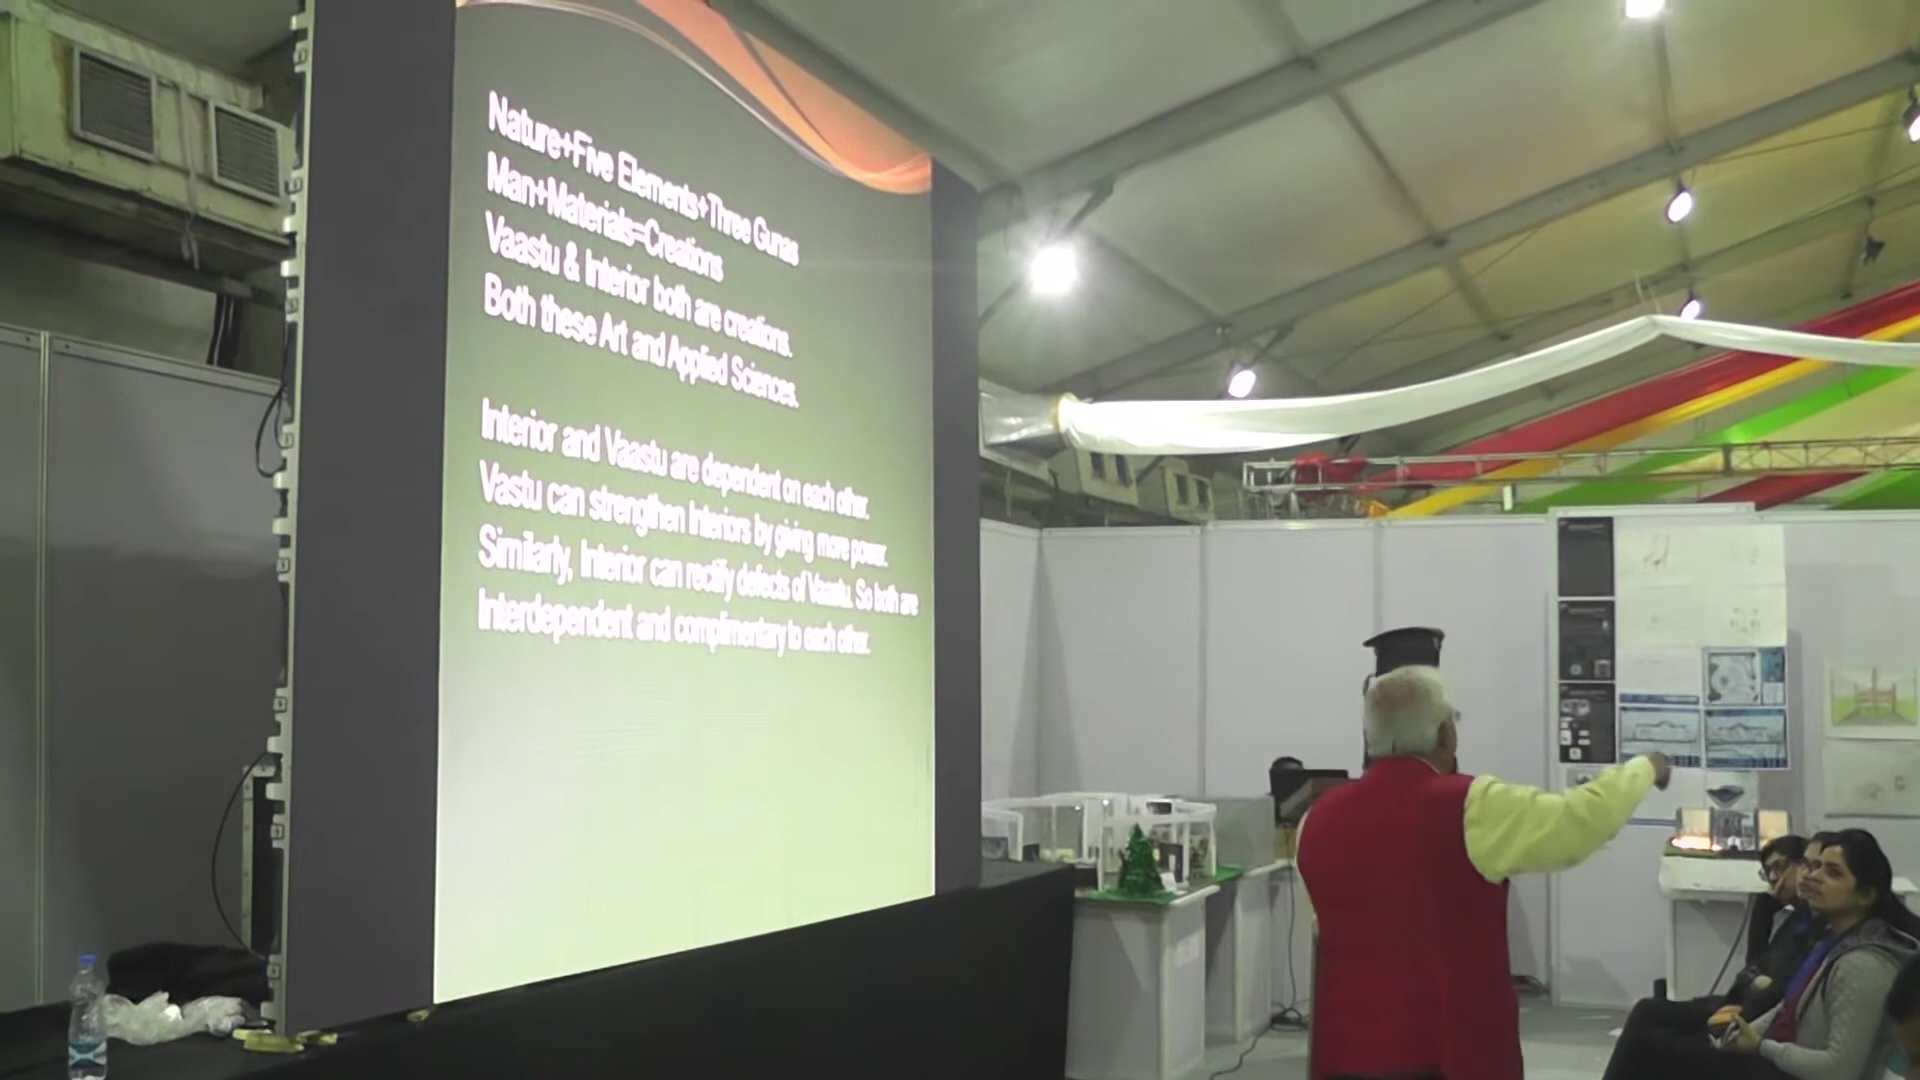 Nature+Five Elements+Three Gunas
Man+Materials=Creations
Vaastu & Interior both are creations.
Both these Art and Applied Sciences.
Interior and Vaastu are dependent on each other.
Vastu can strengthen Interiors by giving more power.
Similarly, Interior can rectify defects of Vaastu. So both are
Interdependent and complimentary to each other.